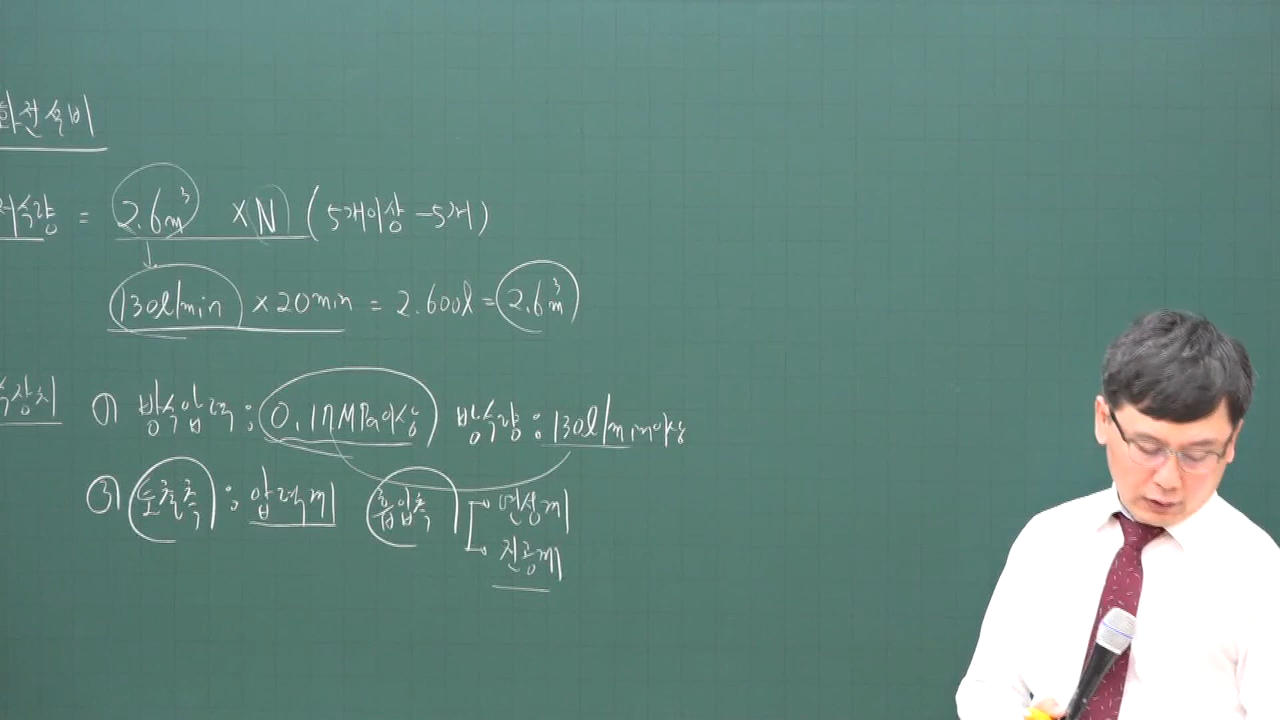 화전설비
저수량 = 2.6m³ × N (5개이상-5개)
130l/min × 20min = 2.600l = 2.6m³
수장치 ① 방수압력 : 0.17MPa이상 방수량 : 130l/min이상
② 토출측 : 압력계 흡입측 연성계
진공계